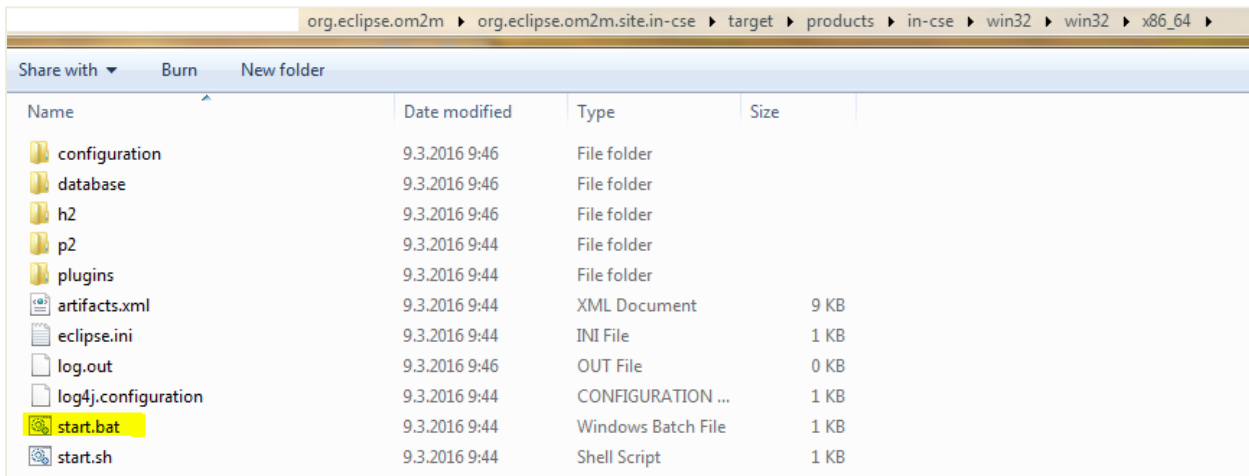 org.eclipse.om2m ▸ org.eclipse.om2m.site.in-cse ▸ target ▸ products ▸ in-cse ▸ win32 ▸ win32 ▸ x86_64 ▸
Share with Burn New folder
Name Date modified Type Size
configuration 9.3.2016 9:46 File folder
database 9.3.2016 9:46 File folder
h2 9.3.2016 9:46 File folder
p2 9.3.2016 9:44 File folder
plugins 9.3.2016 9:44 File folder
artifacts.xml 9.3.2016 9:44 XML Document 9 KB
eclipse.ini 9.3.2016 9:44 INI File 1 KB
log.out 9.3.2016 9:46 OUT File 0 KB
log4j.configuration 9.3.2016 9:44 CONFIGURATION ... 1 KB
start.bat 9.3.2016 9:44 Windows Batch File 1 KB
start.sh 9.3.2016 9:44 Shell Script 1 KB